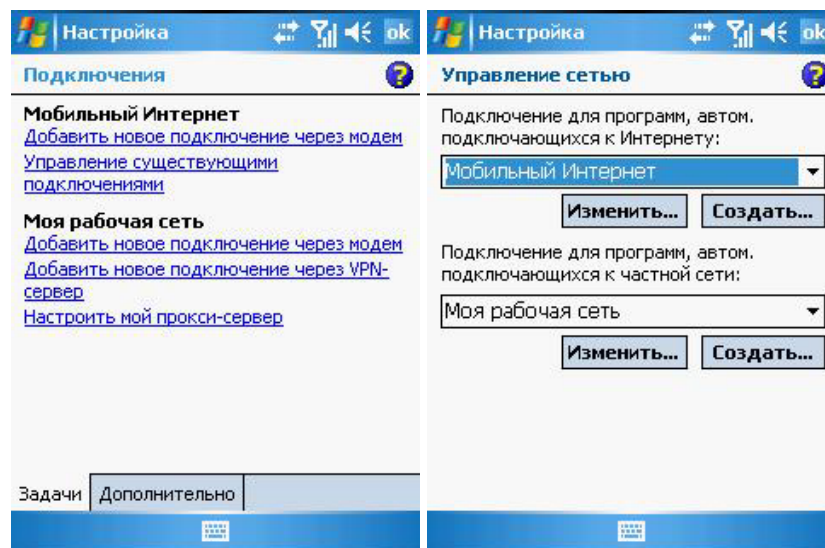 Настройка
ok
Подключения
Мобильный Интернет
Добавить новое подключение через модем
Управление существующими
подключениями
Моя рабочая сеть
Добавить новое подключение через модем
Добавить новое подключение через VPN-
сервер
Настроить мой прокси-сервер
Задачи
Дополнительно
Настройка
ok
Управление сетью
Подключение для программ, автом.
подключающихся к Интернету:
Мобильный Интернет
Изменить... Создать...
Подключение для программ, автом.
подключающихся к частной сети:
Моя рабочая сеть
Изменить... Создать...